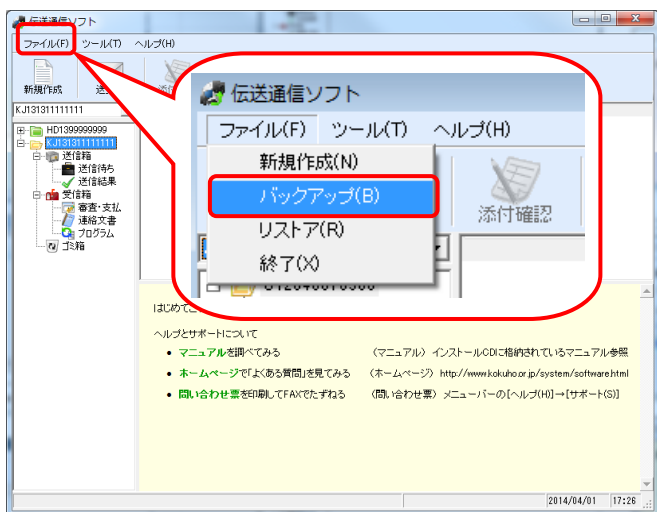 伝送通信ソフト
ファイル(F) ツール(T) ヘルプ(H)
新規作成
KJ131311111111
HD1399999999
KJ131311111111
送信箱
送信待ち
送信結果
受信箱
審査・支払
連絡文書
プログラム
ゴミ箱
伝送通信ソフト
ファイル(F) ツール(T) ヘルプ(H)
新規作成(N)
バックアップ(B)
リストア(R)
終了(X)
添付確認
はじめてご
ヘルプとサポートについて
• マニュアルを調べてみる (マニュアル) インストールCDに格納されているマニュアル参照
• ホームページで「よくある質問」を見てみる (ホームページ) http://www.kokuho.or.jp/system/software.html
• 問い合わせ票を印刷してFAXでたずねる (問い合わせ票) メニューバーの[ヘルプ(H)]→[サポート(S)]
2014/04/01 17:26